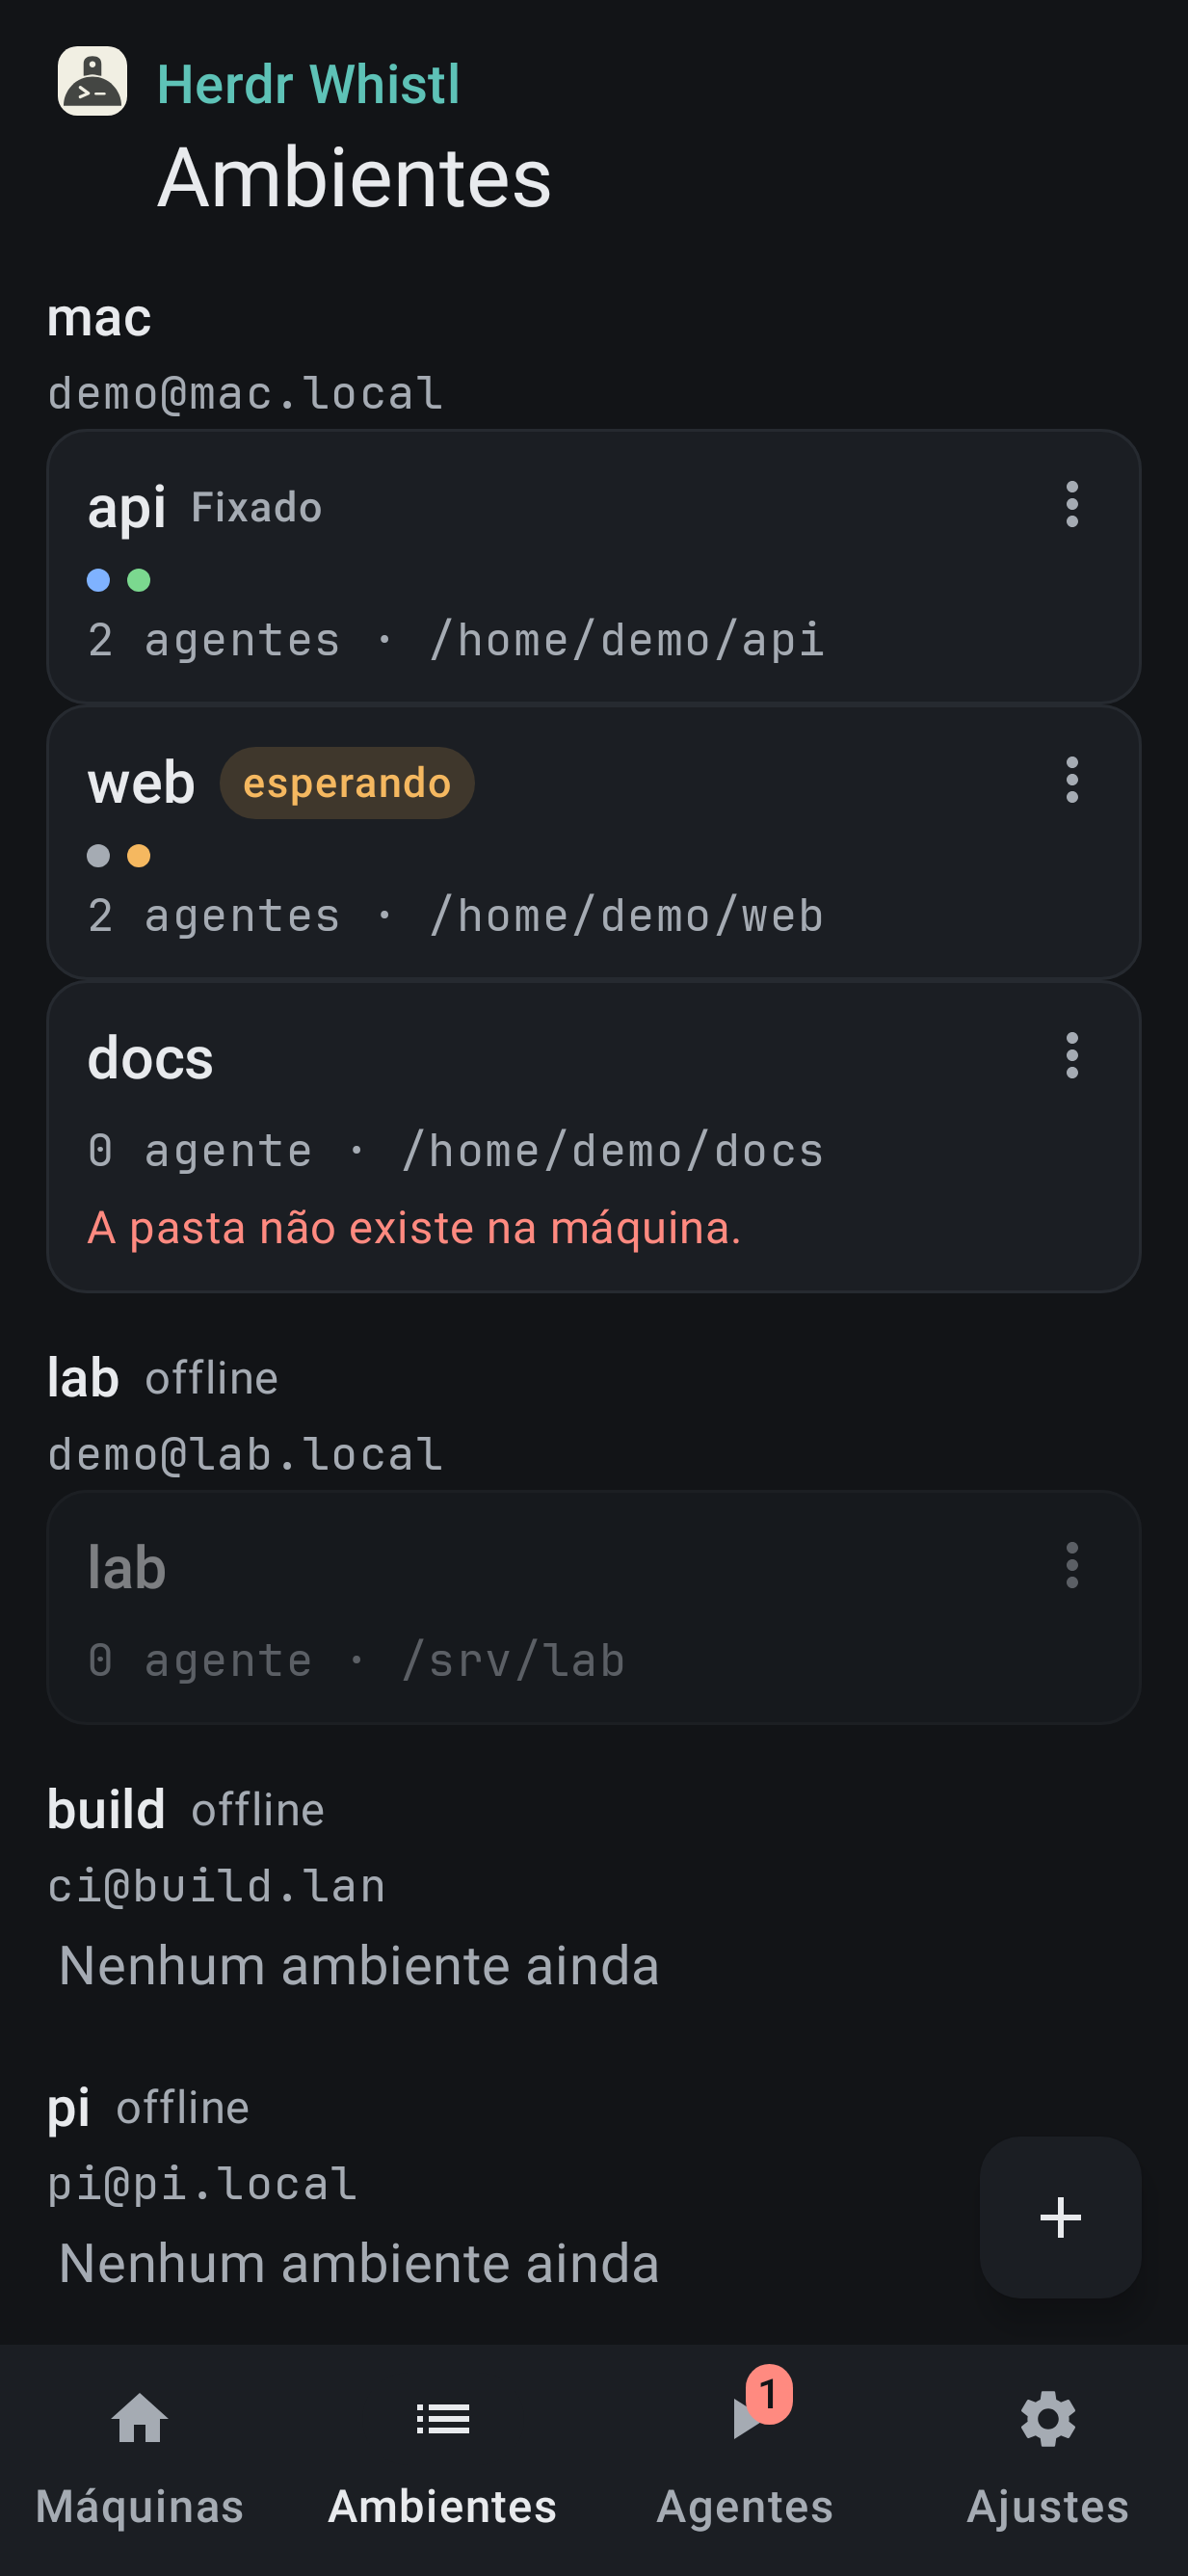 Herdr Whistl
Ambientes
mac
demo@mac.local
api Fixado
2 agentes · /home/demo/api
web esperando
2 agentes · /home/demo/web
docs
0 agente · /home/demo/docs
A pasta não existe na máquina.
lab offline
demo@lab.local
lab
0 agente · /srv/lab
build offline
ci@build.lan
Nenhum ambiente ainda
pi offline
pi@pi.local
Nenhum ambiente ainda
1
Máquinas Ambientes Agentes Ajustes